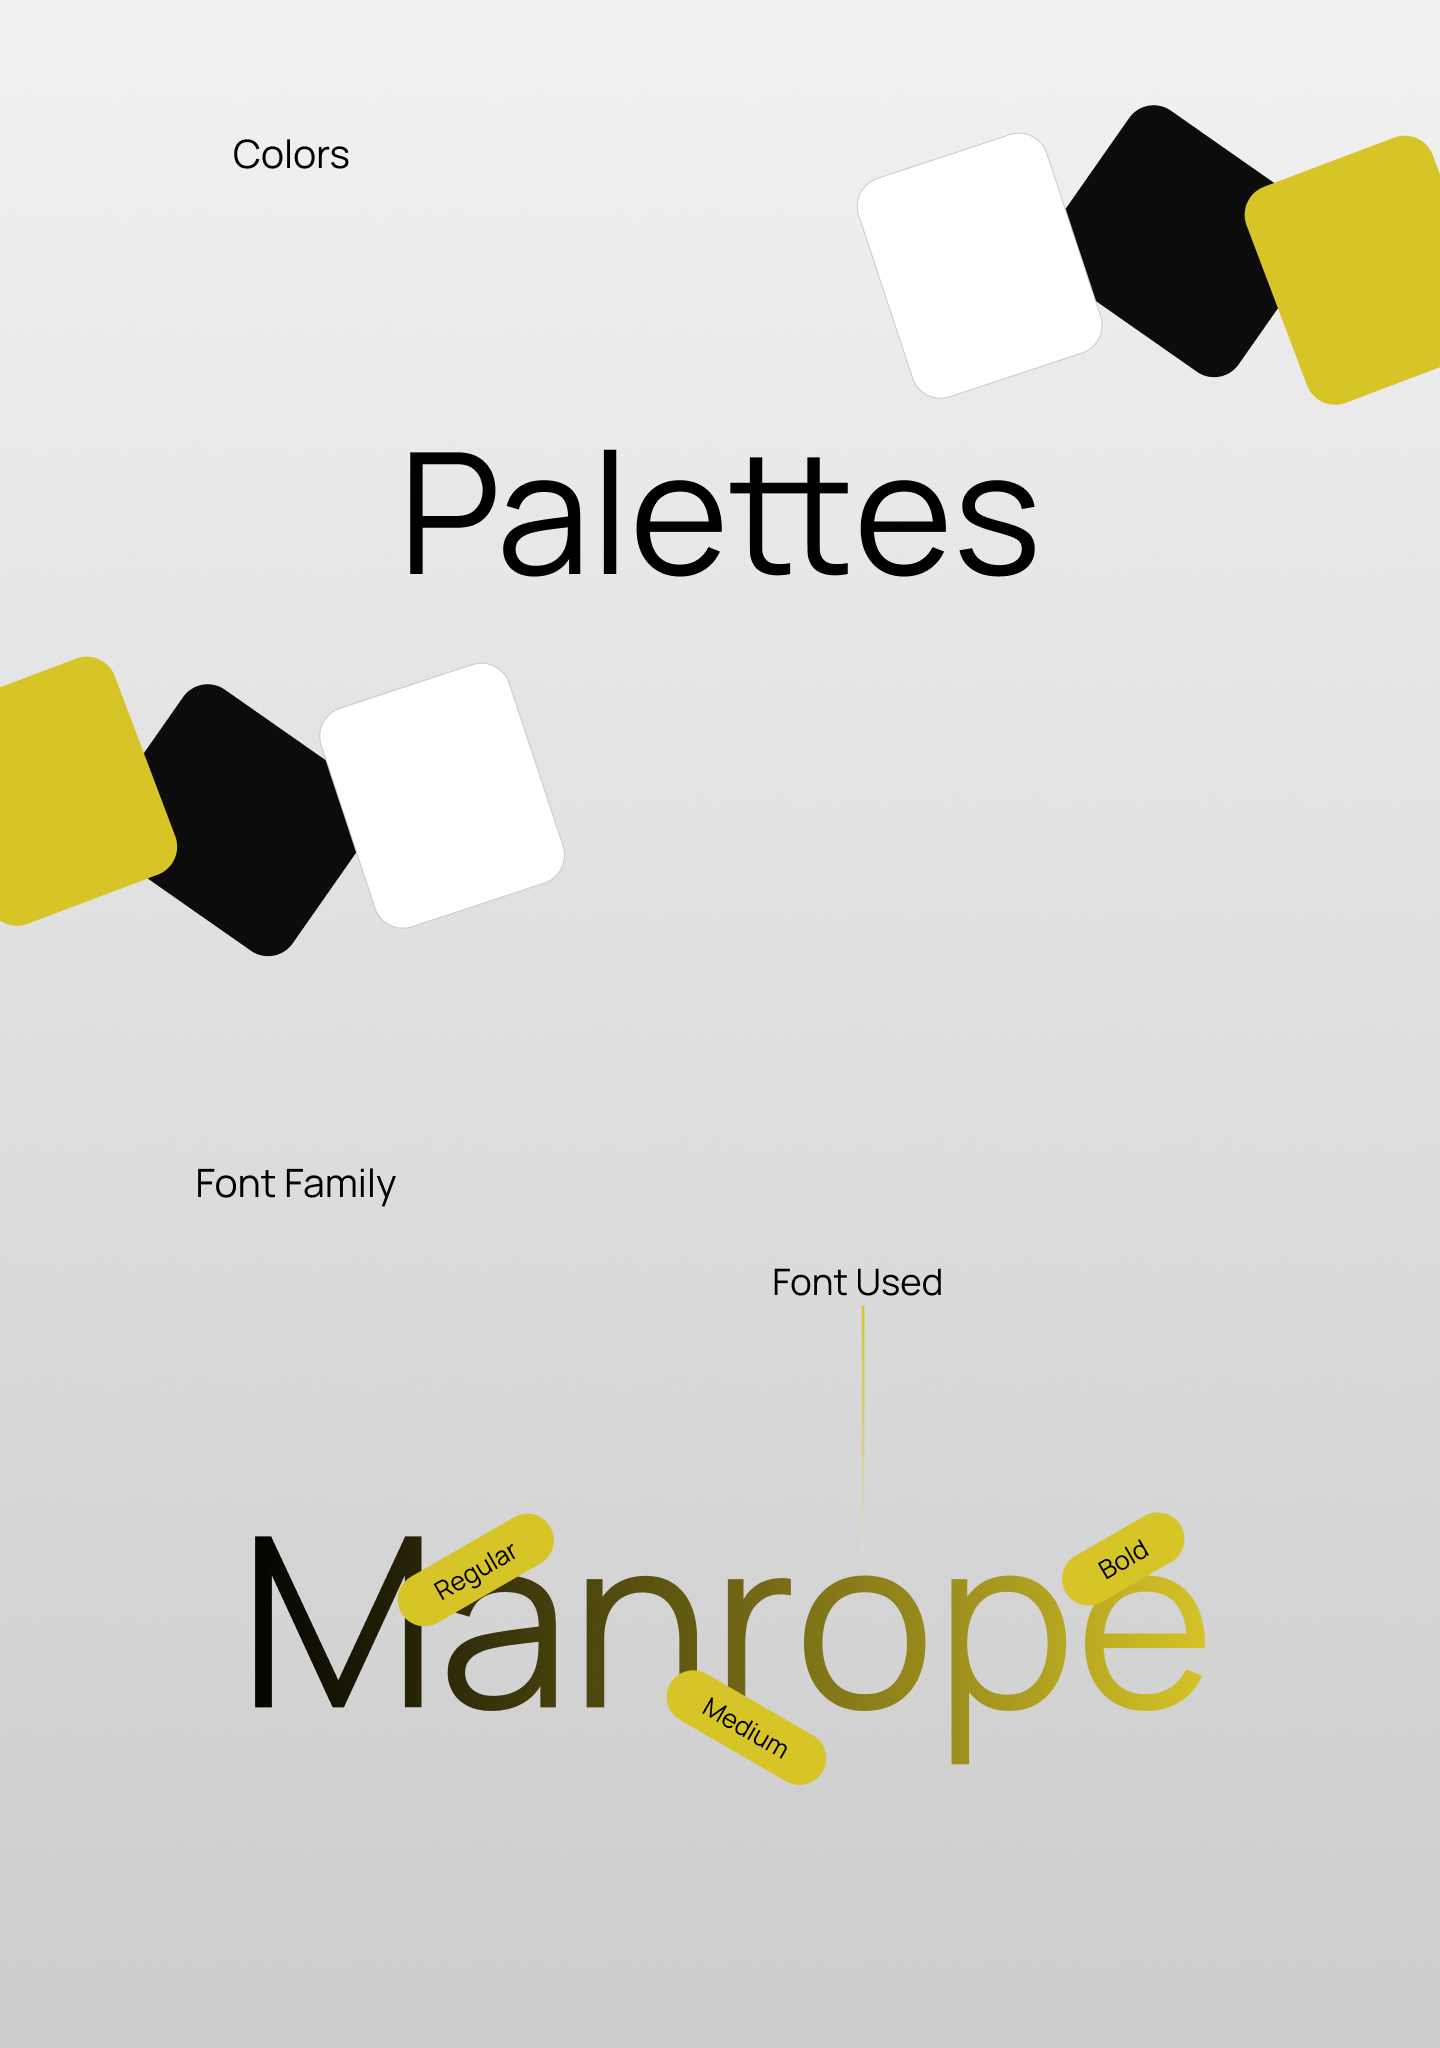 Colors
Palettes
Font Family
Font Used
Manrope
Regular
Medium
Bold